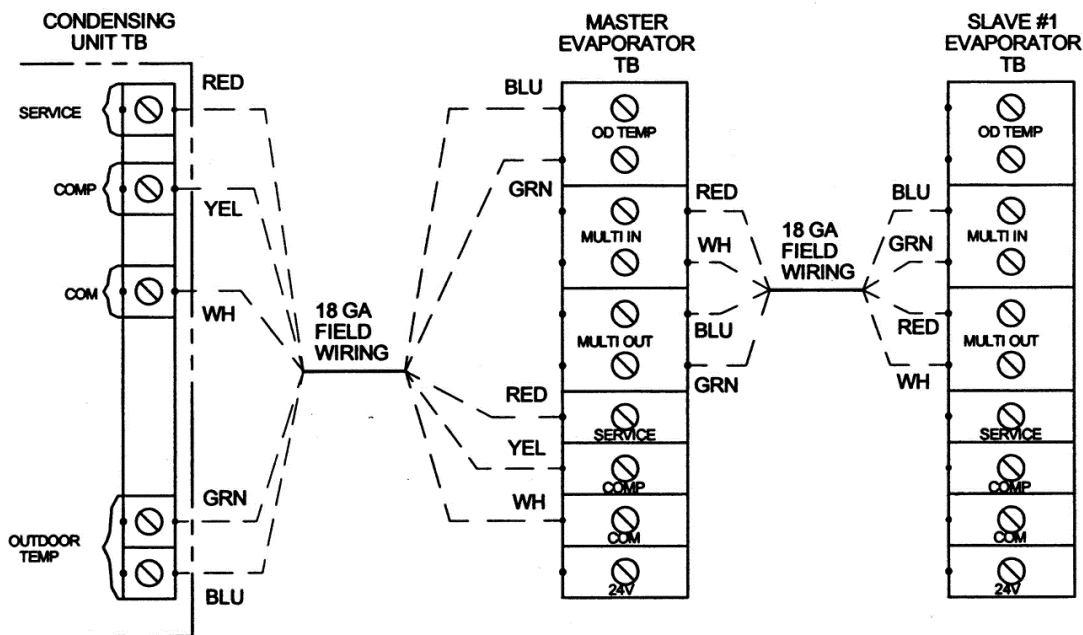 CONDENSING
UNIT TB
SERVICE
COMP
COM
OUTDOOR
TEMP
RED
YEL
WH
GRN
BLU
18 GA
FIELD
WIRING
MASTER
EVAPORATOR
TB
BLU
GRN
RED
YEL
WH
OD TEMP
MULTI IN
MULTI OUT
SERVICE
COMP
COM
24V
RED
WH
BLU
GRN
18 GA
FIELD
WIRING
SLAVE #1
EVAPORATOR
TB
BLU
GRN
RED
WH
OD TEMP
MULTI IN
MULTI OUT
SERVICE
COMP
COM
24V